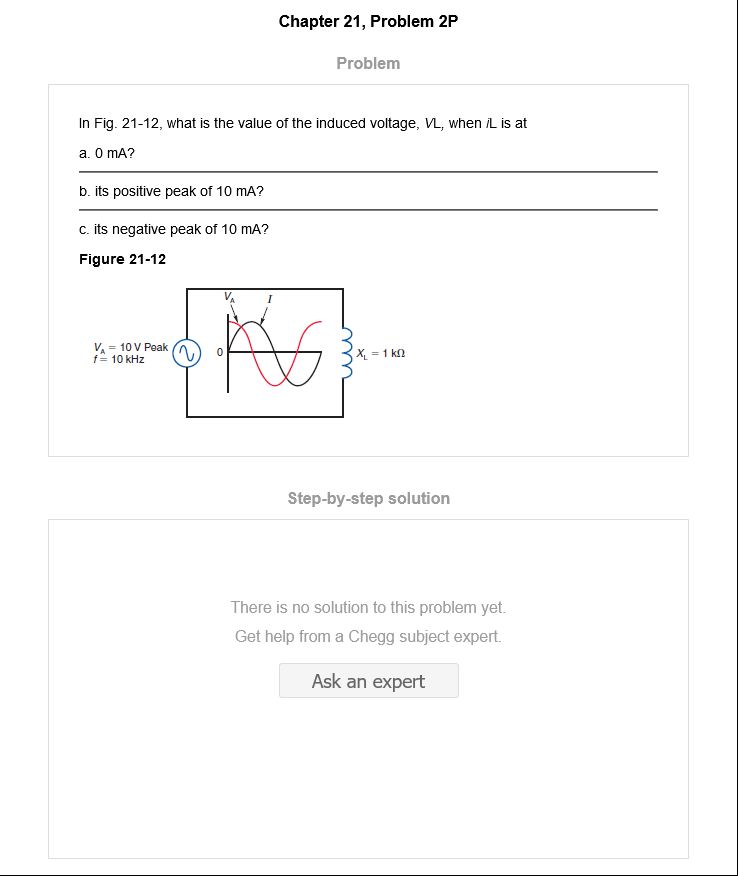 Chapter 21, Problem 2P
Problem
In Fig. 21-12, what is the value of the induced voltage, VL, when iL is at
a. 0 mA?
b. its positive peak of 10 mA?
c. its negative peak of 10 mA?
Figure 21-12
VA I
VA = 10 V Peak
f = 10 kHz
0
XL = 1 kΩ
Step-by-step solution
There is no solution to this problem yet.
Get help from a Chegg subject expert.
Ask an expert